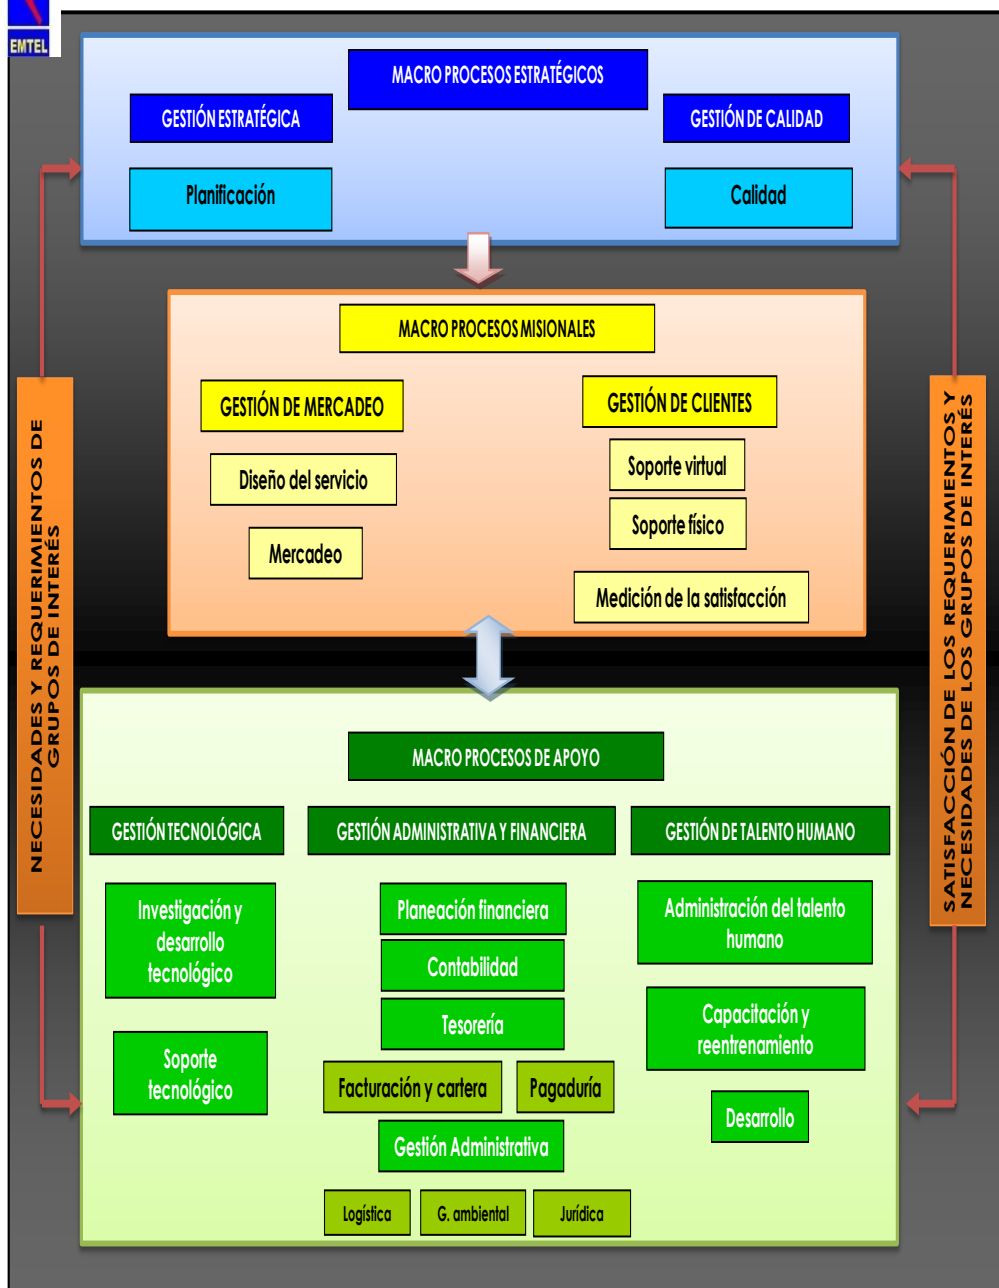 EMTEL
MACRO PROCESOS ESTRATÉGICOS
GESTIÓN ESTRATÉGICA
GESTIÓN DE CALIDAD
Planificación
Calidad
MACRO PROCESOS MISIONALES
GESTIÓN DE MERCADEO
GESTIÓN DE CLIENTES
Diseño del servicio
Mercadeo
Soporte virtual
Soporte físico
Medición de la satisfacción
NECESIDADES Y REQUERIMIENTOS DE
GRUPOS DE INTERÉS
SATISFACCIÓN DE LOS REQUERIMIENTOS Y
NECESIDADES DE LOS GRUPOS DE INTERÉS
MACRO PROCESOS DE APOYO
GESTIÓN TECNOLÓGICA
GESTIÓN ADMINISTRATIVA Y FINANCIERA
GESTIÓN DE TALENTO HUMANO
Investigación y
desarrollo
tecnológico
Soporte
tecnológico
Planeación financiera
Contabilidad
Tesorería
Facturación y cartera
Pagaduría
Gestión Administrativa
Logística
G. ambiental
Jurídica
Administración del talento
humano
Capacitación y
reentrenamiento
Desarrollo